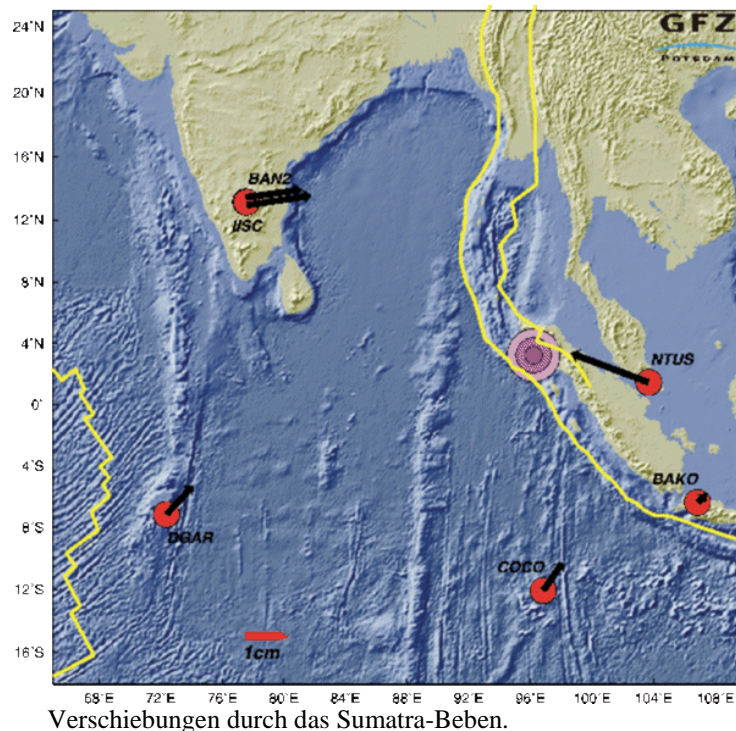 24˚N
GFZ
POTSDAM
20˚N
16˚N
BAN2
12˚N
IISC
8˚N
4˚N
NTUS
0˚
4˚S
BAKO
8˚S
DGAR
COCO
12˚S
1cm
16˚S
68˚E 72˚E 76˚E 80˚E 84˚E 88˚E 92˚E 96˚E 100˚E 104˚E 108˚E
Verschiebungen durch das Sumatra-Beben.